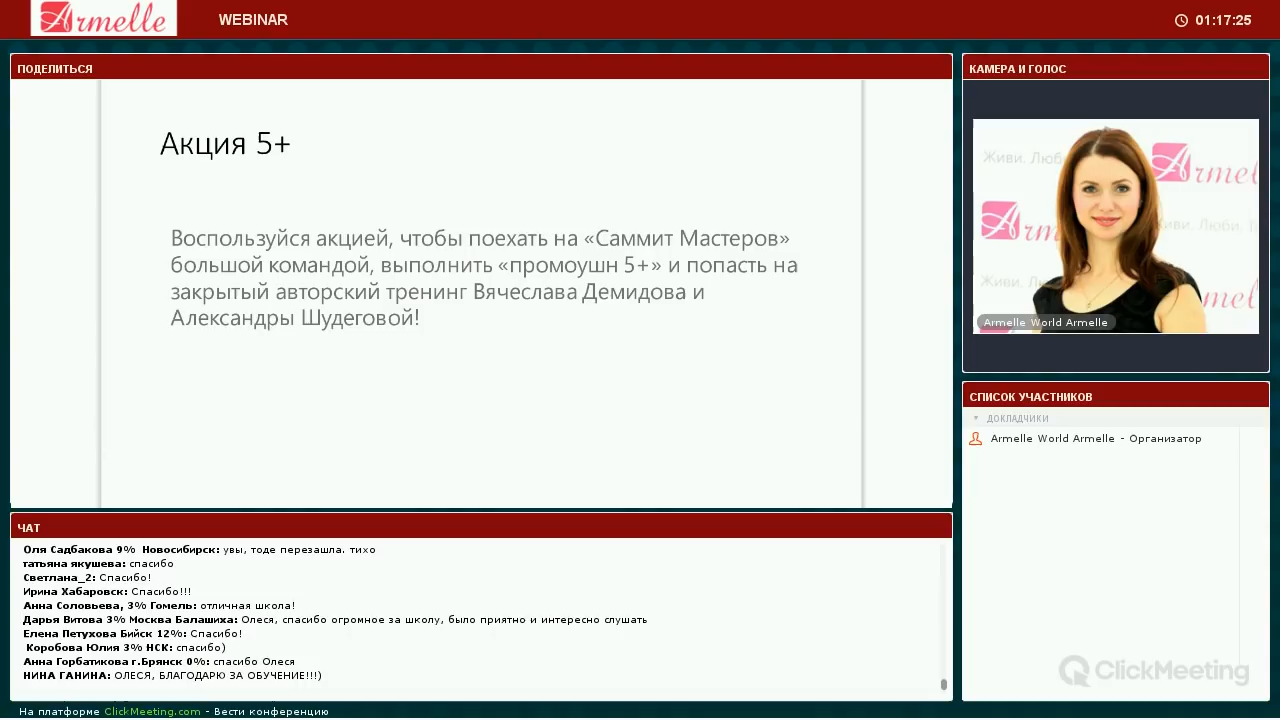 Armelle
WEBINAR
01:17:25
ПОДЕЛИТЬСЯ
Акция 5+
Воспользуйся акцией, чтобы поехать на «Саммит Мастеров»
большой командой, выполнить «промоушн 5+» и попасть на
закрытый авторский тренинг Вячеслава Демидова и
Александры Шудеговой!
КАМЕРА И ГОЛОС
Живи. Люби
Armelle
Живи. Люби.
Armelle World Armelle
СПИСОК УЧАСТНИКОВ
ДОКЛАДЧИКИ
Armelle World Armelle - Организатор
ClickMeeting
ЧАТ
Оля Садбакова 9% Новосибирск: увы, тоде перезашла. тихо
татьяна якушева: спасибо
Светлана_2: Спасибо!
Ирина Хабаровск: Спасибо!!!
Анна Соловьева, 3% Гомель: отличная школа!
Дарья Витова 3% Москва Балашиха: Олеся, спасибо огромное за школу, было приятно и интересно слушать
Елена Петухова Бийск 12%: Спасибо!
Коробова Юлия 3% НСК: спасибо)
Анна Горбатикова г.Брянск 0%: спасибо Олеся
НИНА ГАНИНА: ОЛЕСЯ, БЛАГОДАРЮ ЗА ОБУЧЕНИЕ!!!)
На платформе ClickMeeting.com - Вести конференцию